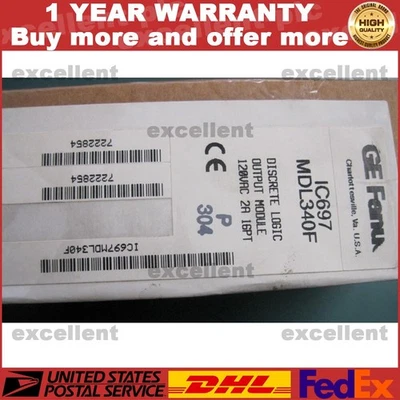 1 YEAR WARRANTY
Buy more and offer more
HIGH QUALITY
excellent
excellent
excellent
excellent
GE Fanuc
Charlottesville, Va. U.S.A.
IC697
MDL340F
DISCRETE LOGIC
OUTPUT MODULE
120VAC 2A 16PT
CE
P
304
7222854
7222854
IC697MDL340F
excellent
excellent
UNITED STATES
POSTAL SERVICE
DHL
FedEx